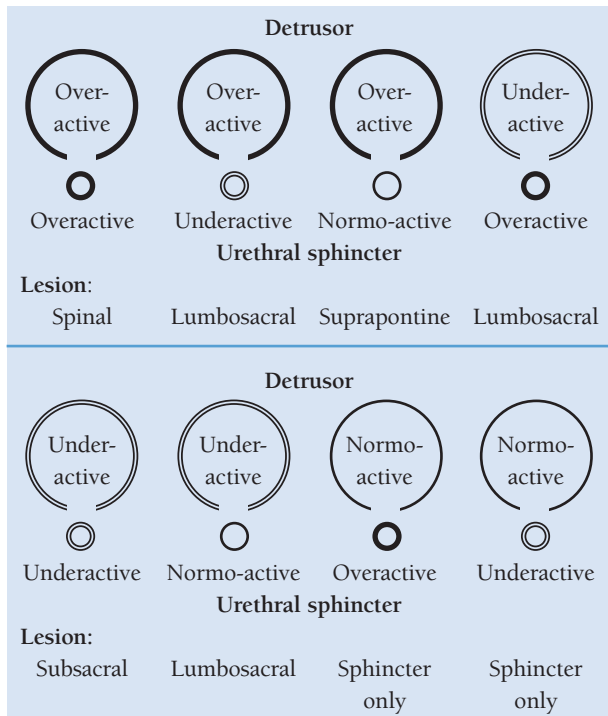 Detrusor
Over- Over- Over- Under-
active active active active
Overactive Underactive Normo-active Overactive
Urethral sphincter
Lesion:
Spinal Lumbosacral Suprapontine Lumbosacral
Detrusor
Under- Under- Normo- Normo-
active active active active
Underactive Normo-active Overactive Underactive
Urethral sphincter
Lesion:
Subsacral Lumbosacral Sphincter Sphincter
only only